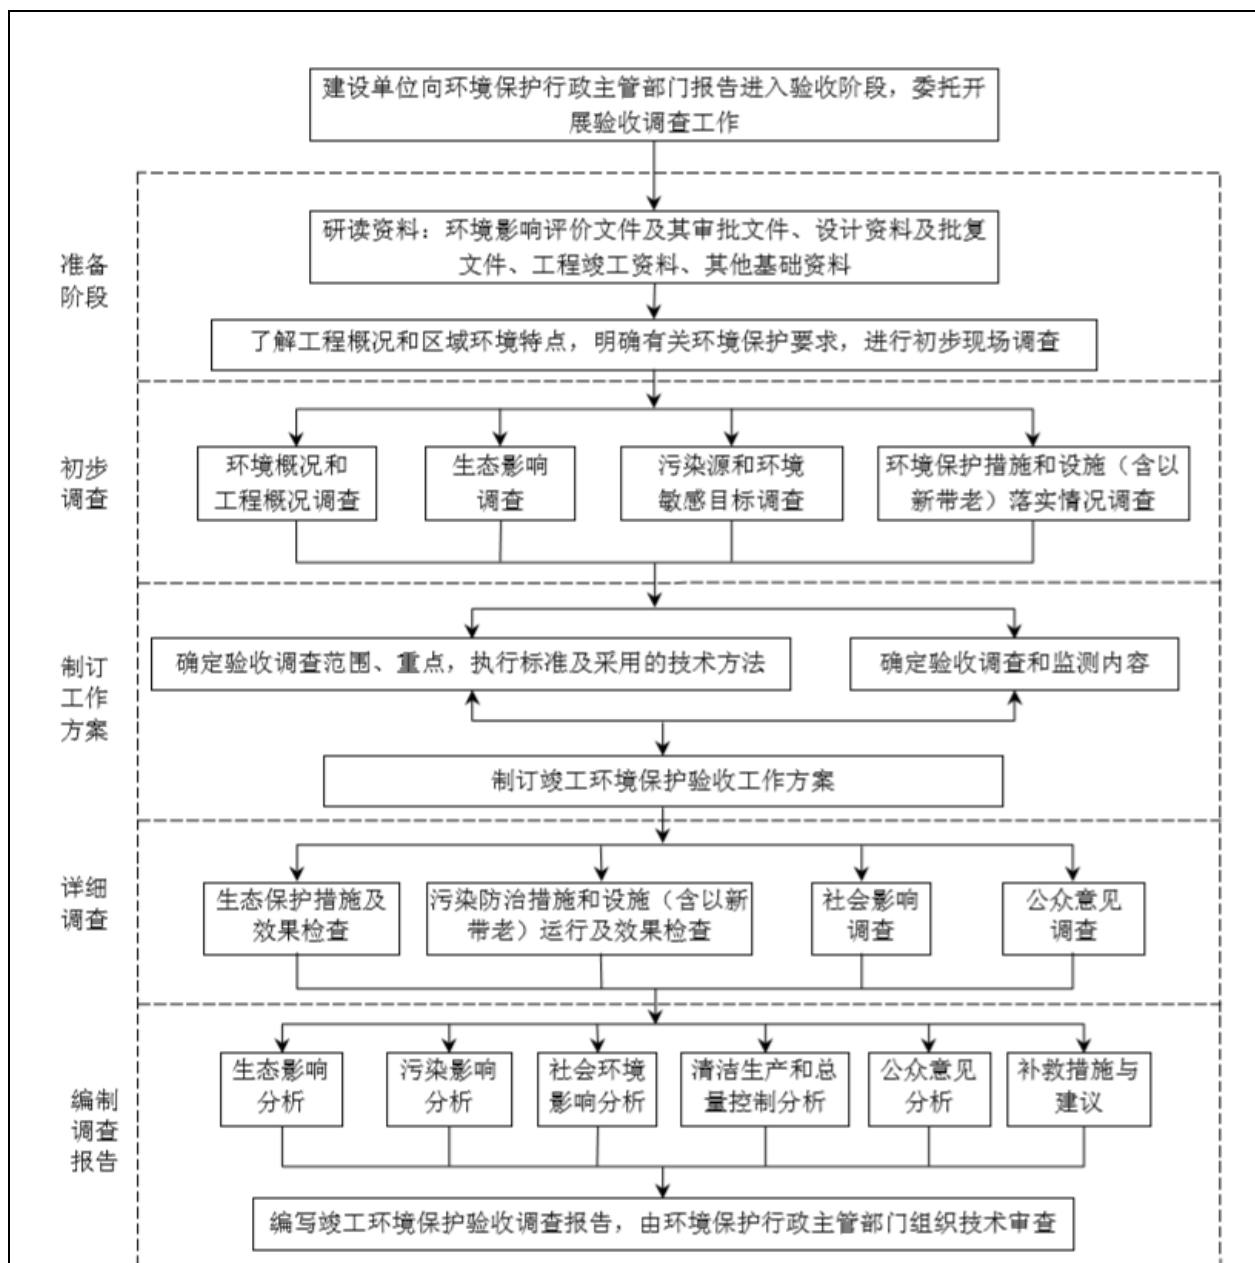 建设单位向环境保护行政主管部门报告进入验收阶段，委托开
展验收调查工作
准备
阶段
研读资料：环境影响评价文件及其审批文件、设计资料及批复
文件、工程竣工资料、其他基础资料
了解工程概况和区域环境特点，明确有关环境保护要求，进行初步现场调查
初步
调查
环境概况和
工程概况调查
生态影响
调查
污染源和环境
敏感目标调查
环境保护措施和设施（含以
新带老）落实情况调查
制订
工作
方案
确定验收调查范围、重点，执行标准及采用的技术方法
确定验收调查和监测内容
制订竣工环境保护验收工作方案
详细
调查
生态保护措施及
效果检查
污染防治措施和设施（含以新
带老）运行及效果检查
社会影响
调查
公众意见
调查
编制
调查
报告
生态影响
分析
污染影响
分析
社会环境
影响分析
清洁生产和总
量控制分析
公众意见
分析
补救措施与
建议
编写竣工环境保护验收调查报告，由环境保护行政主管部门组织技术审查